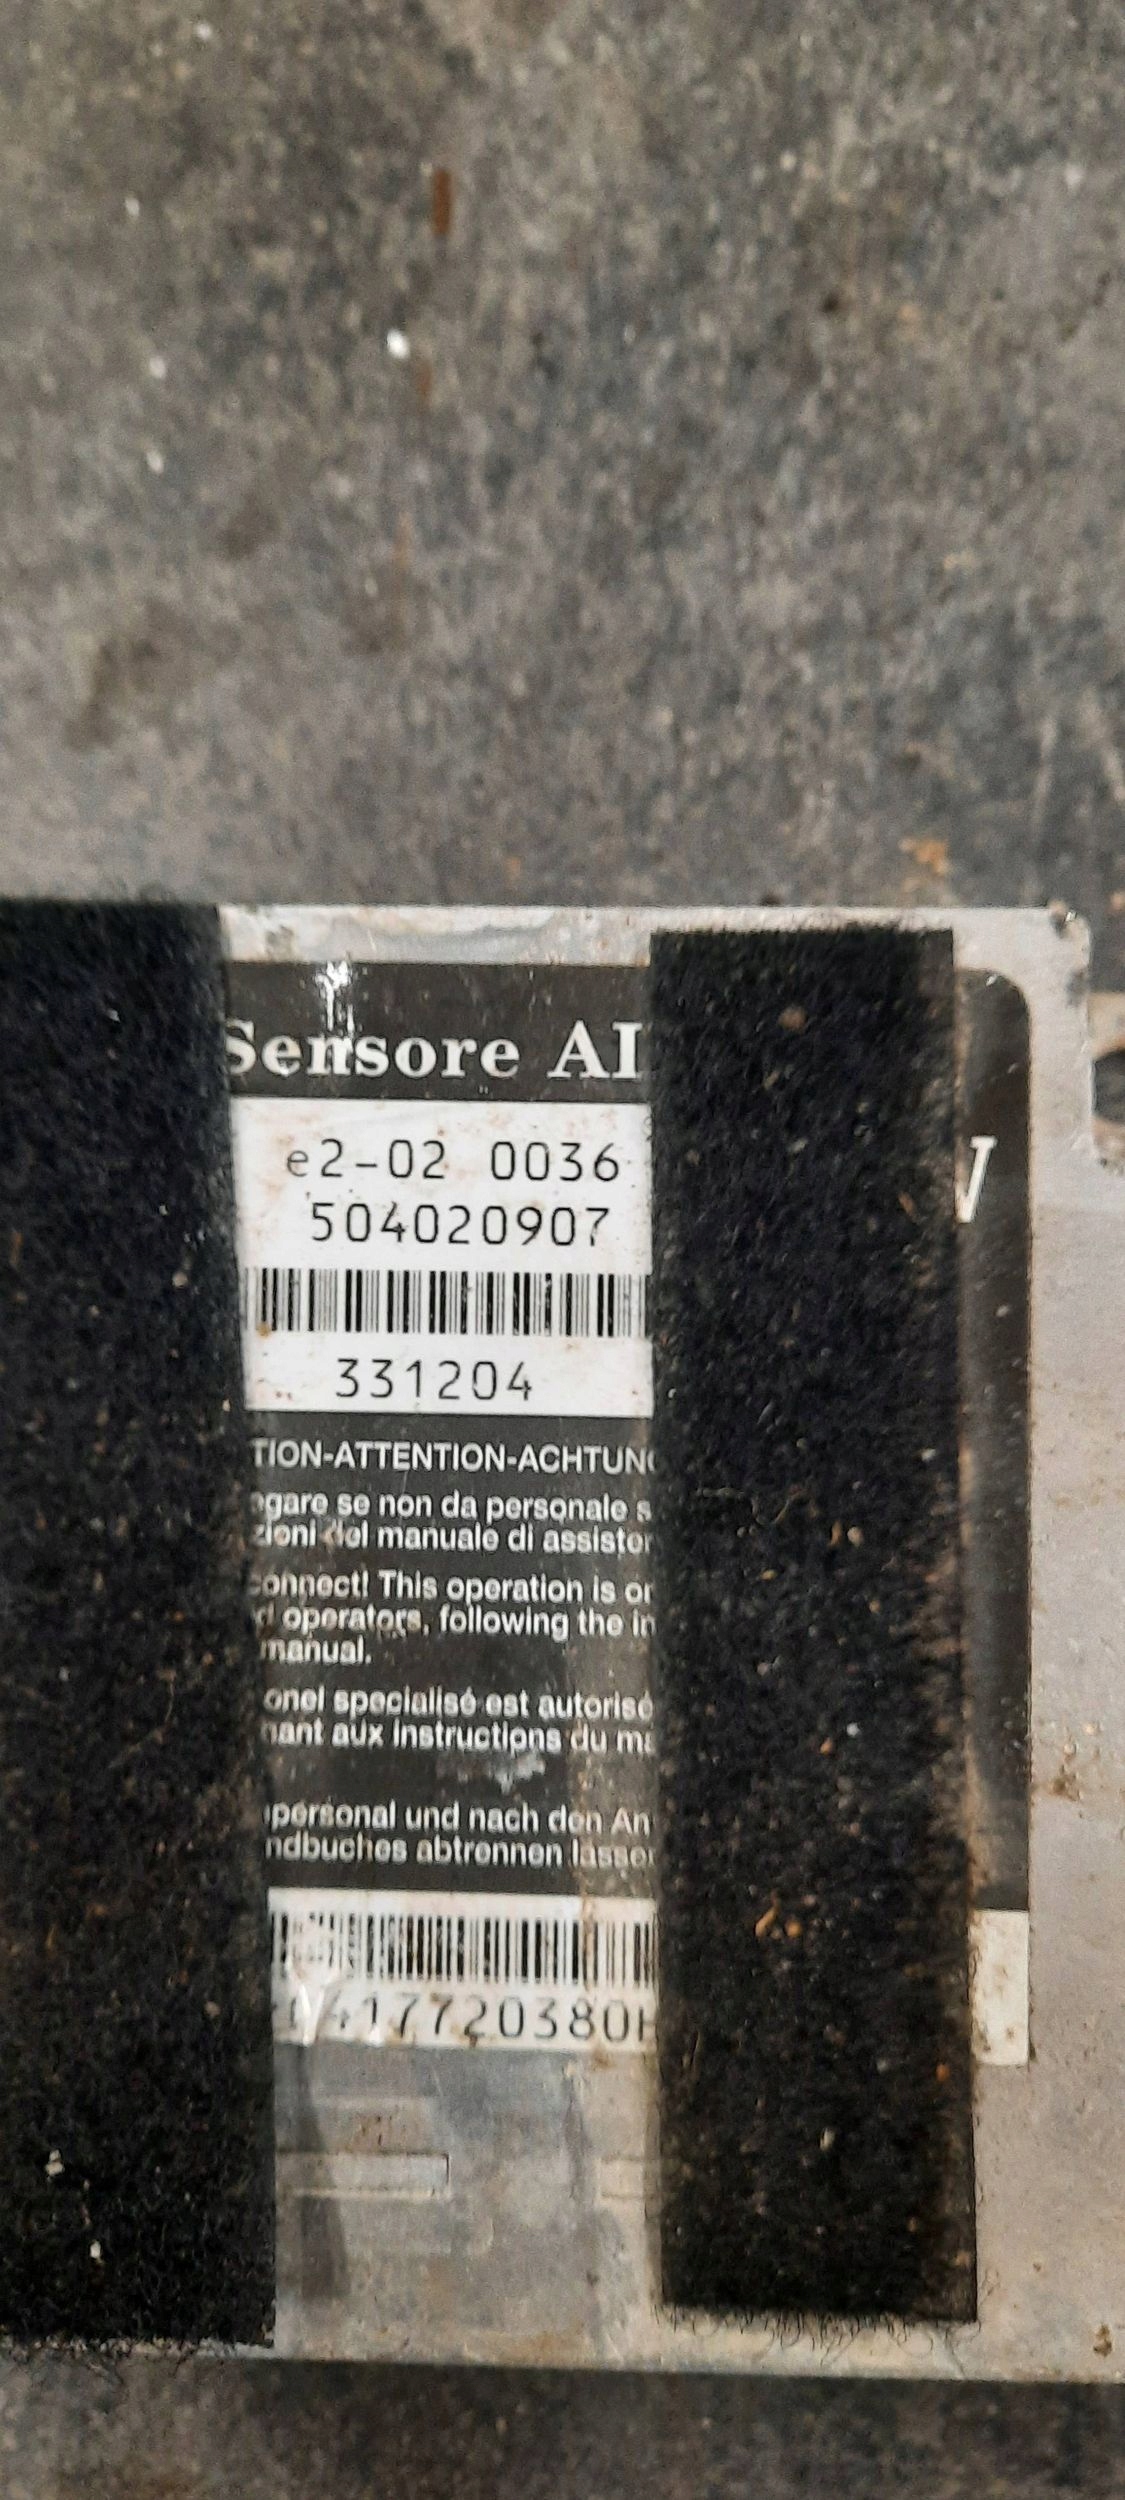 Sensore AI
e2-02 0036
504020907
331204
TION-ATTENTION-ACHTUNG
egare se non da personale s
zioni del manuale di assisten
connect! This operation is on
d operators, following the in
manual.
onel specialisé est autorisé
nant aux instructions du ma
personal und nach den An
ndbuches abtrennen lassen
417720380